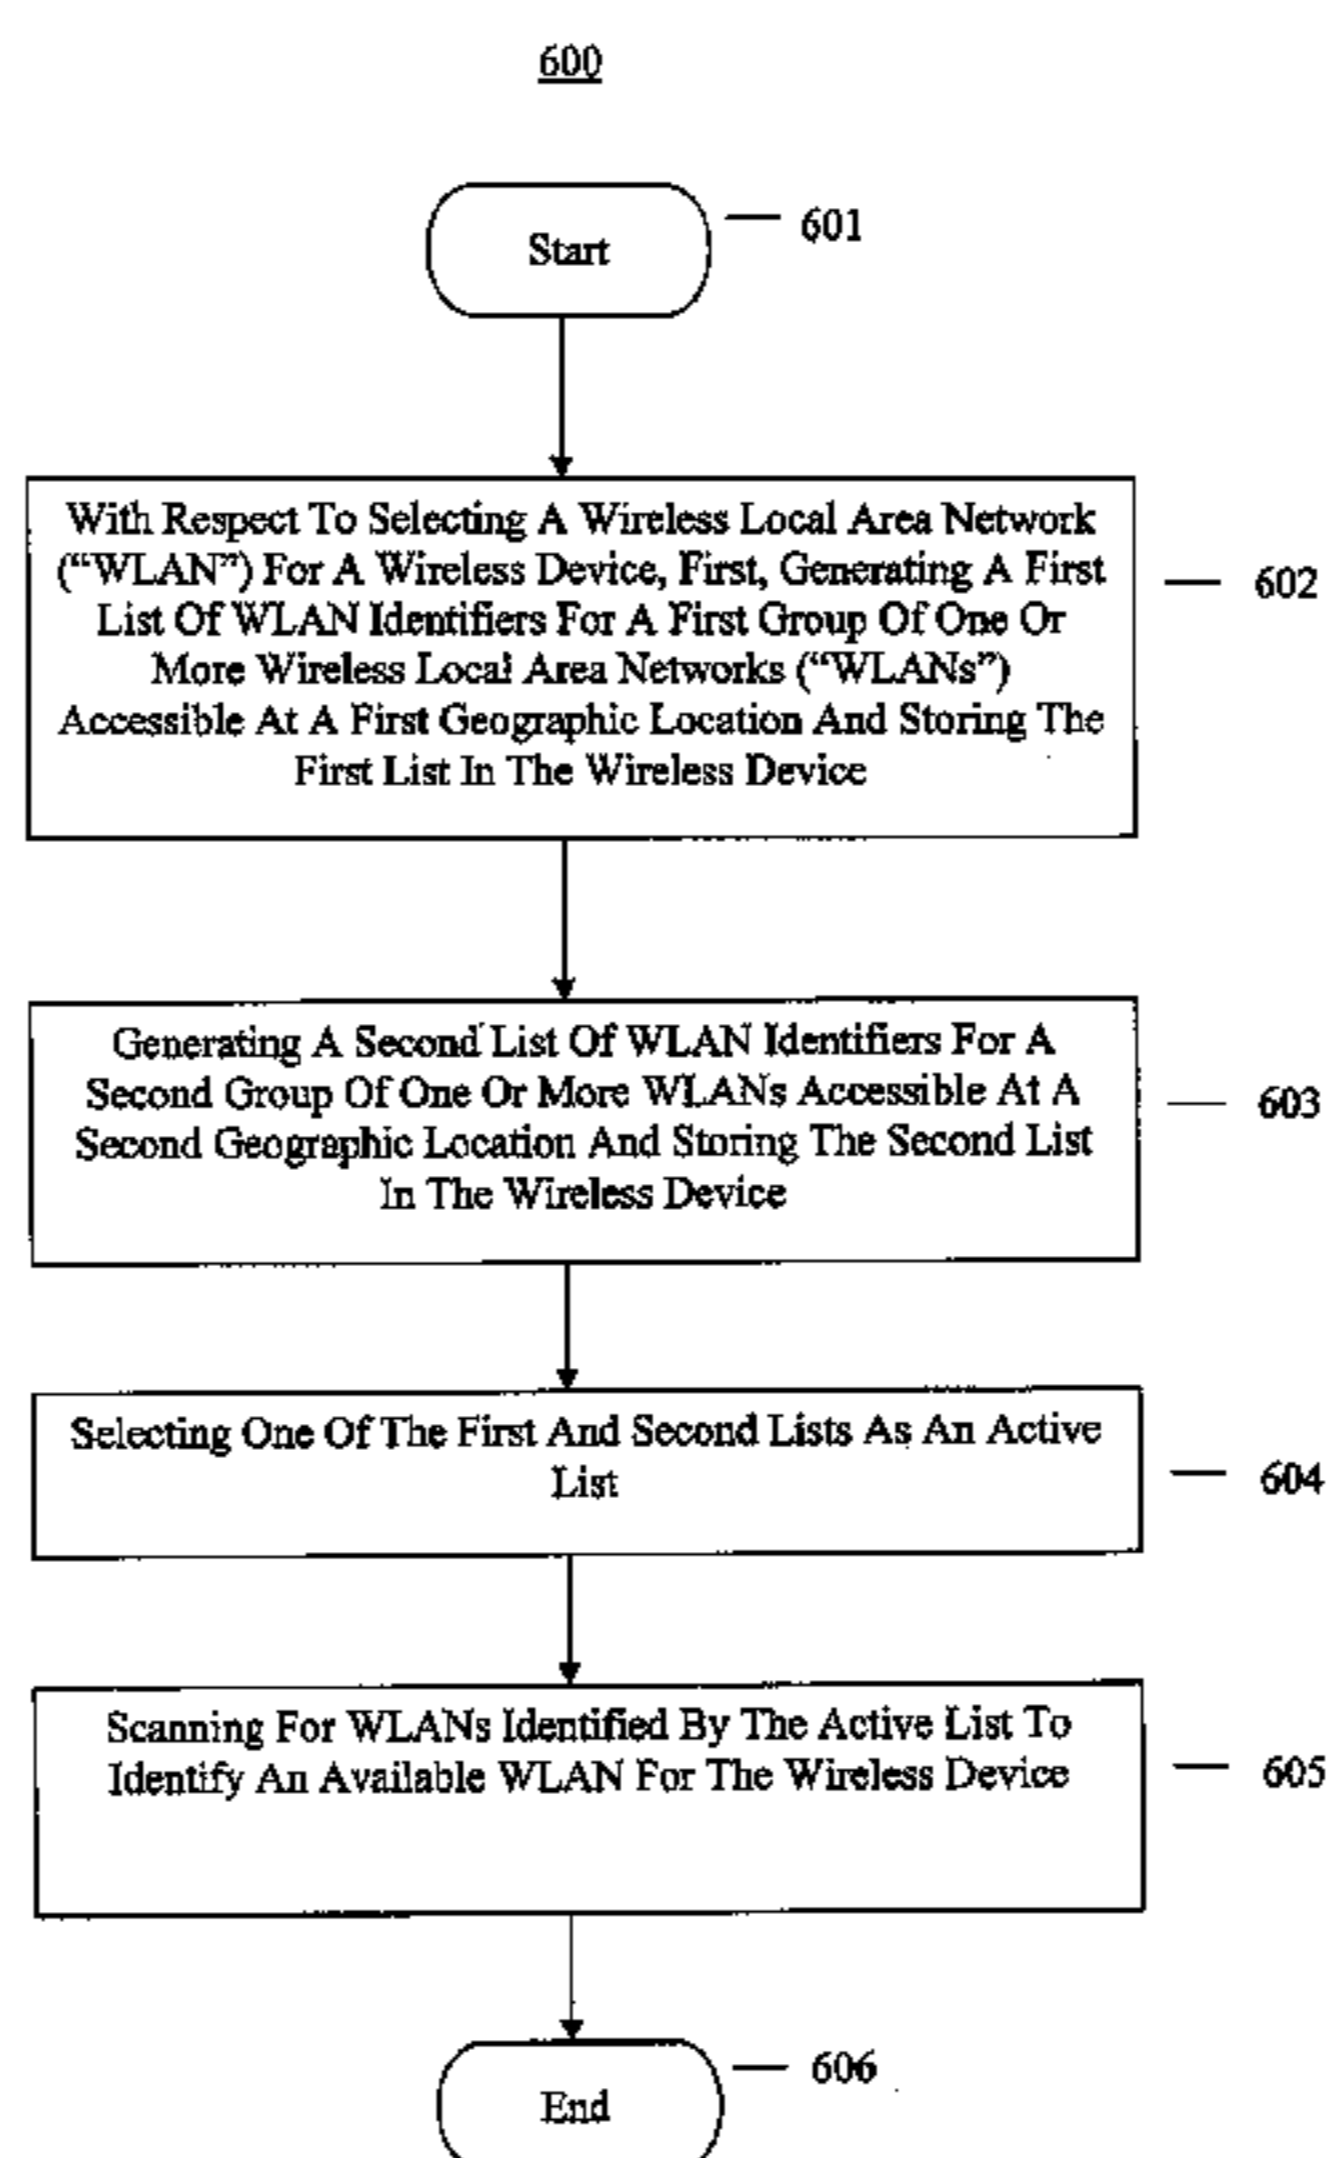 600
Start
601
With Respect To Selecting A Wireless Local Area Network
(“WLAN”) For A Wireless Device, First, Generating A First
List Of WLAN Identifiers For A First Group Of One Or
More Wireless Local Area Networks (“WLANs”)
Accessible At A First Geographic Location And Storing The
First List In The Wireless Device
602
Generating A Second List Of WLAN Identifiers For A
Second Group Of One Or More WLANs Accessible At A
Second Geographic Location And Storing The Second List
In The Wireless Device
603
Selecting One Of The First And Second Lists As An Active
List
604
Scanning For WLANs Identified By The Active List To
Identify An Available WLAN For The Wireless Device
605
606
End